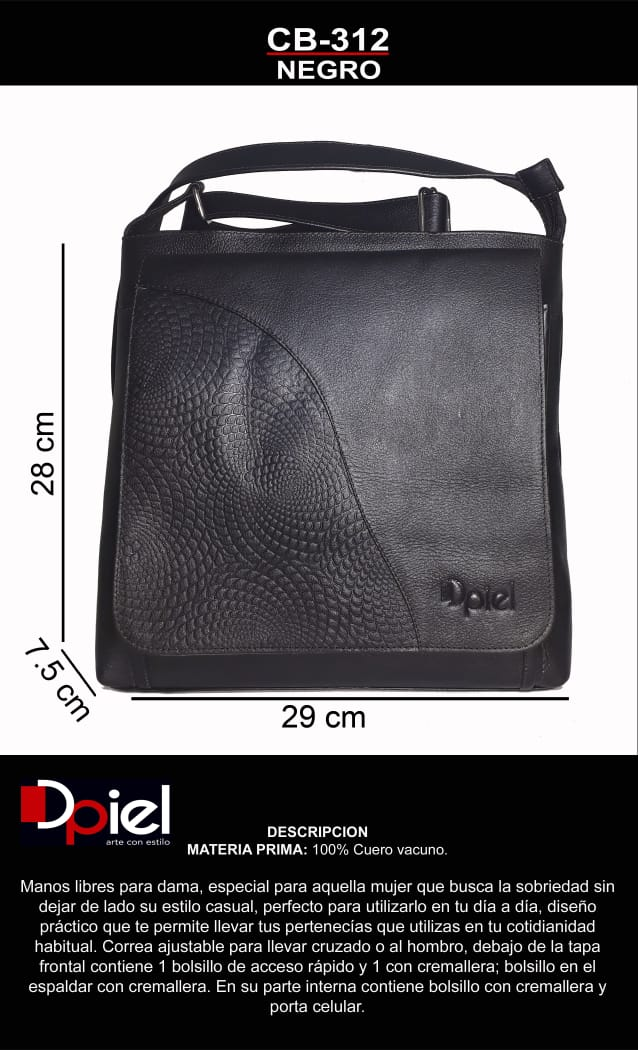 CB-312
NEGRO
28 cm
Dpiel
7.5 cm
29 cm
Dpiel
arte con estilo
DESCRIPCION
MATERIA PRIMA: 100% Cuero vacuno.
Manos libres para dama, especial para aquella mujer que busca la sobriedad sin
dejar de lado su estilo casual, perfecto para utilizarlo en tu día a día, diseño
práctico que te permite llevar tus pertenecías que utilizas en tu cotidianidad
habitual. Correa ajustable para llevar cruzado o al hombro, debajo de la tapa
frontal contiene 1 bolsillo de acceso rápido y 1 con cremallera; bolsillo en el
espaldar con cremallera. En su parte interna contiene bolsillo con cremallera y
porta celular.